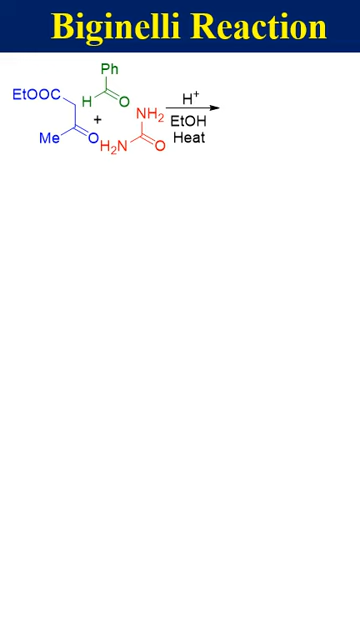 Biginelli Reaction
Ph
EtOOC
H
O
NH2
H+
+
EtOH
Me
O
H2N
O
Heat